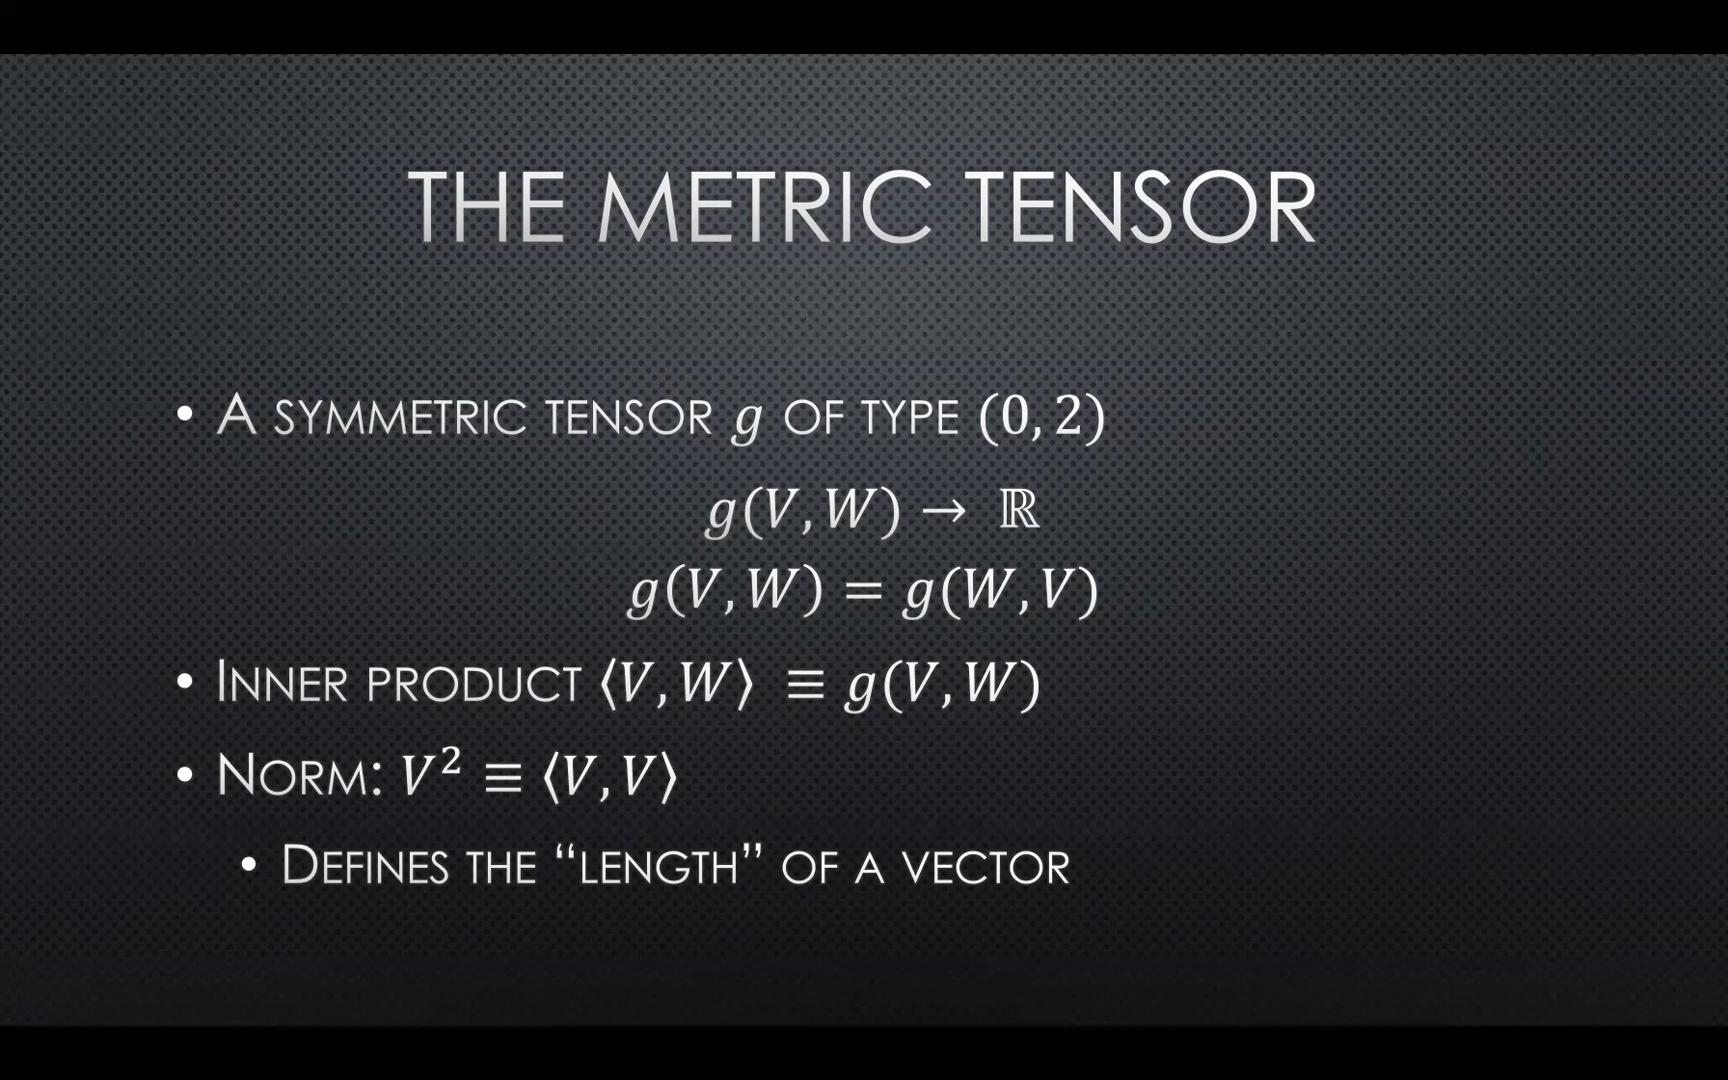 THE METRIC TENSOR
• A SYMMETRIC TENSOR g OF TYPE (0, 2)
g(V, W) → ℝ
g(V, W) = g(W, V)
• INNER PRODUCT ⟨V, W⟩ ≡ g(V, W)
• NORM: V² ≡ ⟨V, V⟩
• DEFINES THE “LENGTH” OF A VECTOR